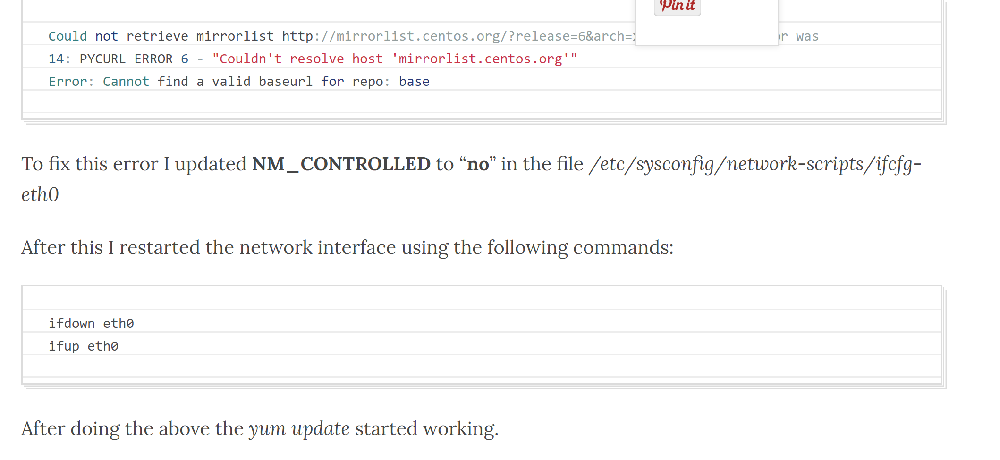 Pin it
Could not retrieve mirrorlist http://mirrorlist.centos.org/?release=6&arch= was
14: PYCURL ERROR 6 - "Couldn't resolve host 'mirrorlist.centos.org'"
Error: Cannot find a valid baseurl for repo: base
To fix this error I updated NM_CONTROLLED to “no” in the file /etc/sysconfig/network-scripts/ifcfg-
eth0
After this I restarted the network interface using the following commands:
ifdown eth0
ifup eth0
After doing the above the yum update started working.